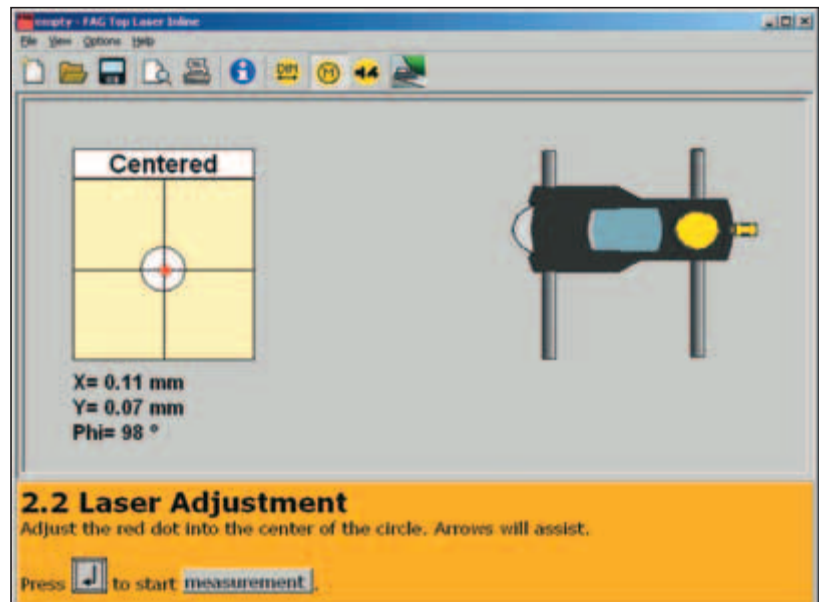 empty - FAG Top Laser Inline
File View Options Help
DIM M
Centered
X= 0.11 mm
Y= 0.07 mm
Phi= 98 °
2.2 Laser Adjustment
Adjust the red dot into the center of the circle. Arrows will assist.
Press to start measurement .